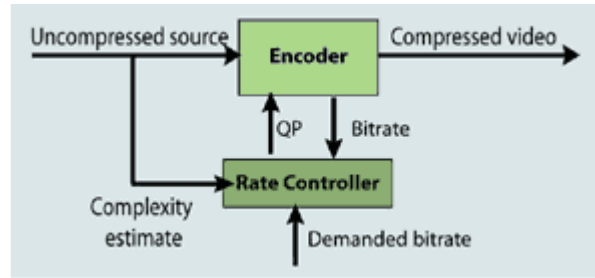 Uncompressed source
Encoder
Compressed video
QP
Bitrate
Rate Controller
Complexity
estimate
Demanded bitrate